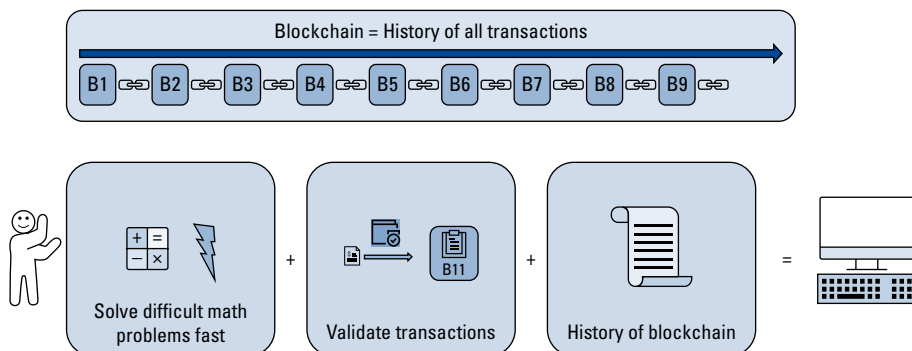 Blockchain = History of all transactions
B1 B2 B3 B4 B5 B6 B7 B8 B9
+ =
− ×
B11
+ + =
Solve difficult math
problems fast
Validate transactions
History of blockchain